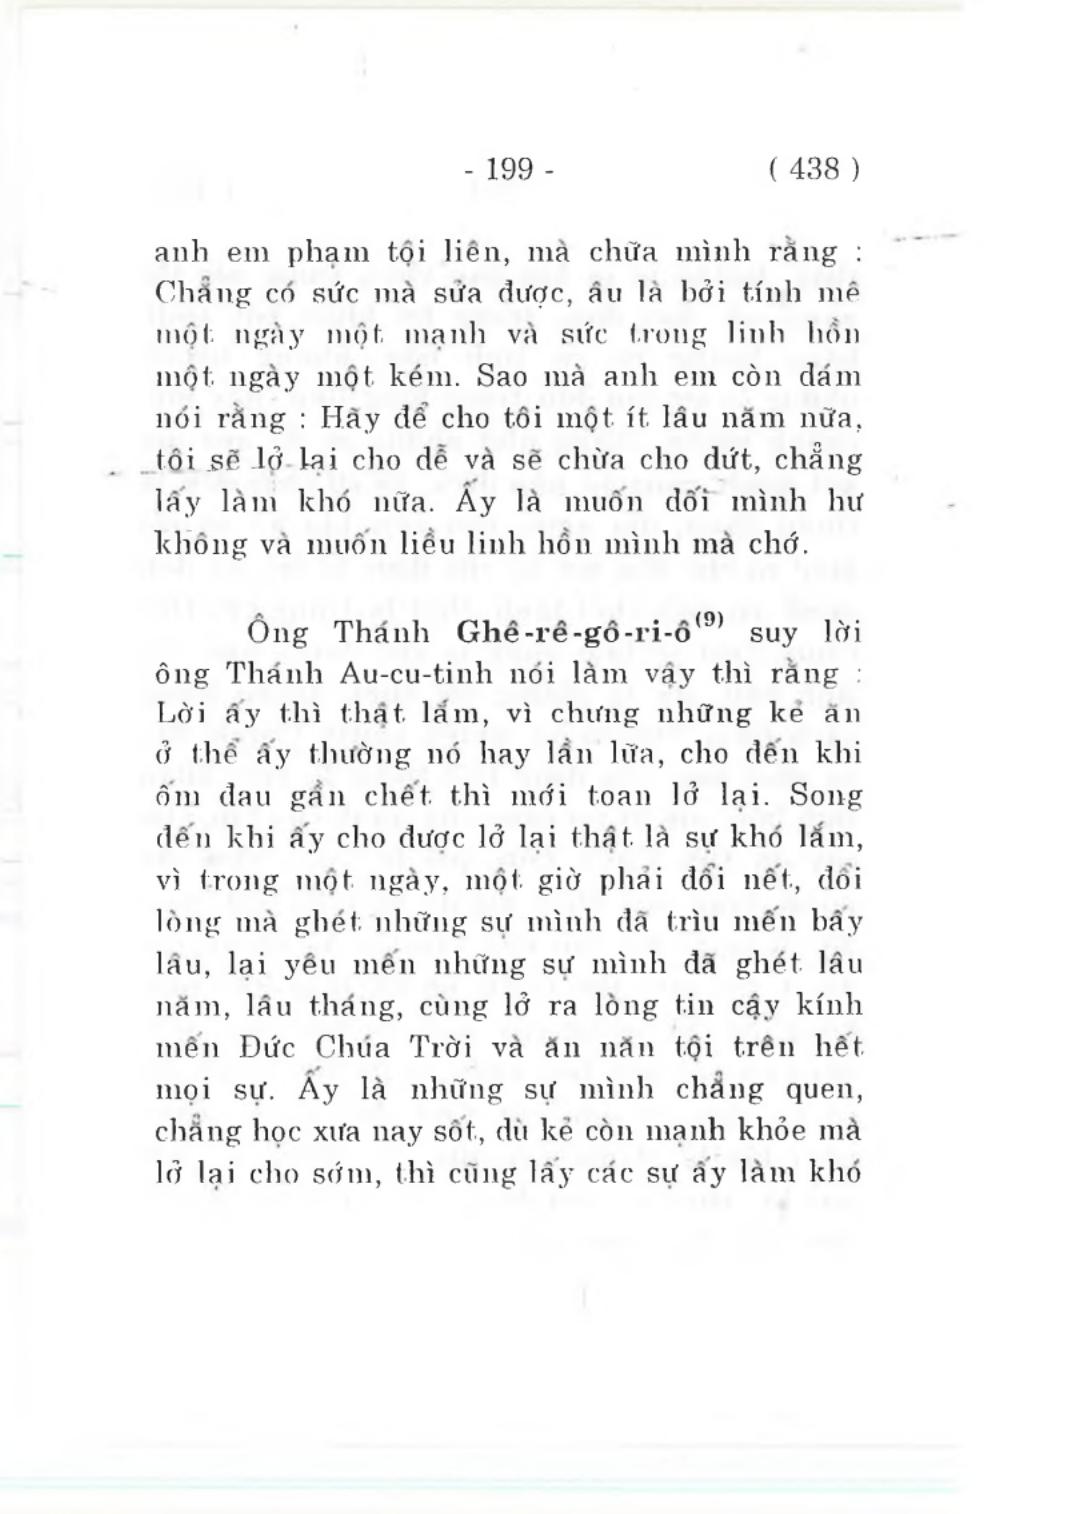 - 199 - ( 438 )
anh em phạm tội liên, mà chữa mình rằng :
Chẳng có sức mà sửa được, âu là bởi tính mê
một ngày một mạnh và sức trong linh hồn
một ngày một kém. Sao mà anh em còn dám
nói rằng : Hãy để cho tôi một ít lâu năm nữa,
tôi sẽ lở lại cho dễ và sẽ chừa cho dứt, chẳng
lấy làm khó nữa. Ấy là muốn dối mình hư
không và muốn liều linh hồn mình mà chớ.
Ông Thánh Ghê-rê-gô-ri-ô(9) suy lời
ông Thánh Au-cu-tinh nói làm vậy thì rằng :
Lời ấy thì thật lắm, vì chưng những kẻ ăn
ở thể ấy thường nó hay lần lữa, cho đến khi
ốm đau gần chết thì mới toan lở lại. Song
đến khi ấy cho được lở lại thật là sự khó lắm,
vì trong một ngày, một giờ phải đổi nết, đổi
lòng mà ghét những sự mình đã trìu mến bấy
lâu, lại yêu mến những sự mình đã ghét lâu
năm, lâu tháng, cùng lở ra lòng tin cậy kính
mến Đức Chúa Trời và ăn năn tội trên hết
mọi sự. Ấy là những sự mình chẳng quen,
chẳng học xưa nay sốt, dù kẻ còn mạnh khỏe mà
lở lại cho sớm, thì cũng lấy các sự ấy làm khó